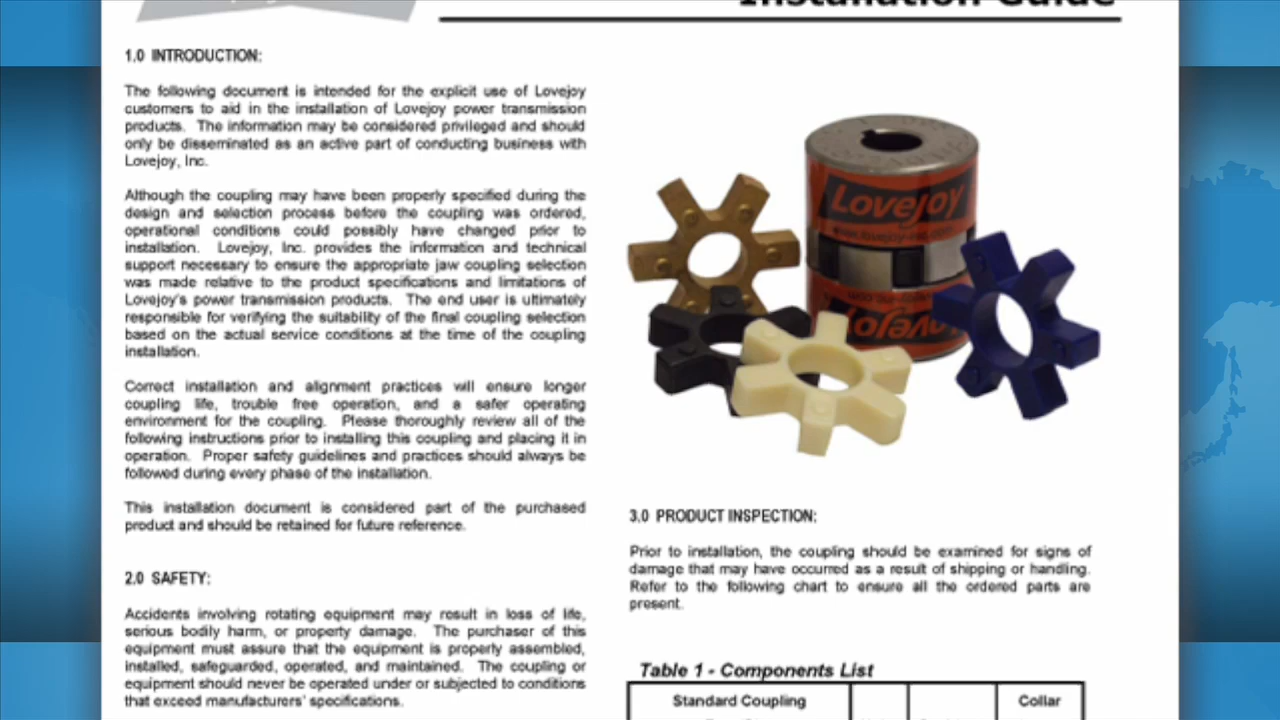 Installation Guide
1.0 INTRODUCTION:
The following document is intended for the explicit use of Lovejoy
customers to aid in the installation of Lovejoy power transmission
products. The information may be considered privileged and should
only be disseminated as an active part of conducting business with
Lovejoy, Inc.
Although the coupling may have been properly specified during the
design and selection process before the coupling was ordered,
operational conditions could possibly have changed prior to
installation. Lovejoy, Inc. provides the information and technical
support necessary to ensure the appropriate jaw coupling selection
was made relative to the product specifications and limitations of
Lovejoy's power transmission products. The end user is ultimately
responsible for verifying the suitability of the final coupling selection
based on the actual service conditions at the time of the coupling
installation.
Correct installation and alignment practices will ensure longer
coupling life, trouble free operation, and a safer operating
environment for the coupling. Please thoroughly review all of the
following instructions prior to installing this coupling and placing it in
operation. Proper safety guidelines and practices should always be
followed during every phase of the installation.
This installation document is considered part of the purchased
product and should be retained for future reference.
2.0 SAFETY:
Accidents involving rotating equipment may result in loss of life,
serious bodily harm, or property damage. The purchaser of this
equipment must assure that the equipment is properly assembled,
installed, safeguarded, operated, and maintained. The coupling or
equipment should never be operated under or subjected to conditions
that exceed manufacturers' specifications.
Lovejoy
Lovejoy
3.0 PRODUCT INSPECTION:
Prior to installation, the coupling should be examined for signs of
damage that may have occurred as a result of shipping or handling.
Refer to the following chart to ensure all the ordered parts are
present.
Table 1 - Components List
Standard Coupling
Collar